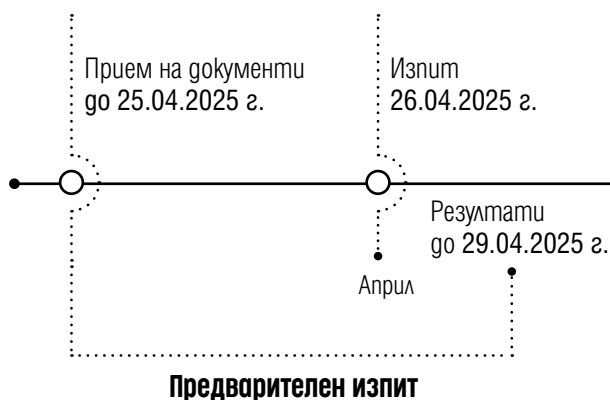 Прием на документи
до 25.04.2025 г.
Изпит
26.04.2025 г.
Резултати
до 29.04.2025 г.
Април
Предварителен изпит